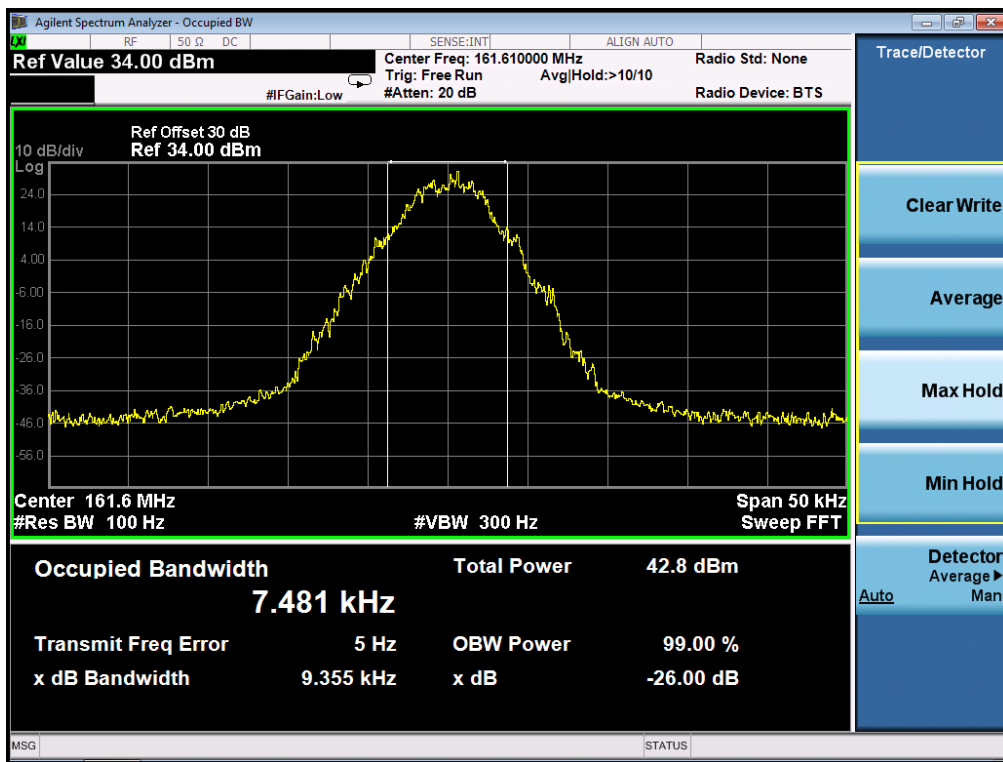 Agilent Spectrum Analyzer - Occupied BW
LXI RF 50 Ω DC SENSE:INT ALIGN AUTO
Ref Value 34.00 dBm
Center Freq: 161.610000 MHz Radio Std: None
Trig: Free Run Avg|Hold:>10/10
#IFGain:Low #Atten: 20 dB Radio Device: BTS
Ref Offset 30 dB
10 dB/div Ref 34.00 dBm
Log
24.0
14.0
4.00
-6.00
-16.0
-26.0
-36.0
-46.0
-56.0
Center 161.6 MHz Span 50 kHz
#Res BW 100 Hz #VBW 300 Hz Sweep FFT
Occupied Bandwidth Total Power 42.8 dBm
7.481 kHz
Transmit Freq Error 5 Hz OBW Power 99.00 %
x dB Bandwidth 9.355 kHz x dB -26.00 dB
MSG STATUS
Trace/Detector
Clear Write
Average
Max Hold
Min Hold
Detector
Average▶
Auto Man